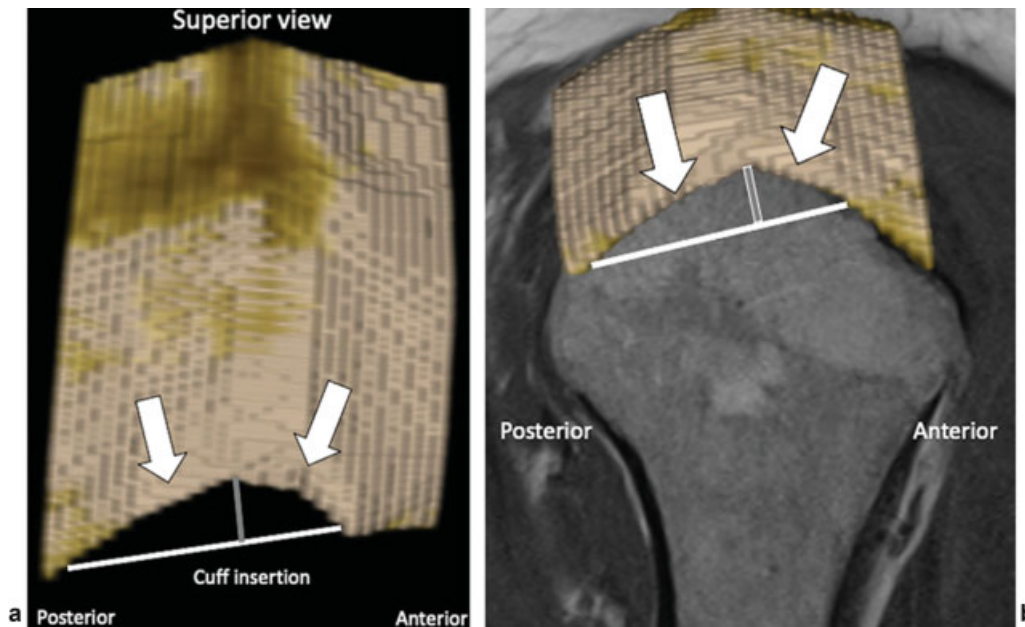 Superior view
Cuff insertion
Posterior
Anterior
a
Posterior
Anterior
b